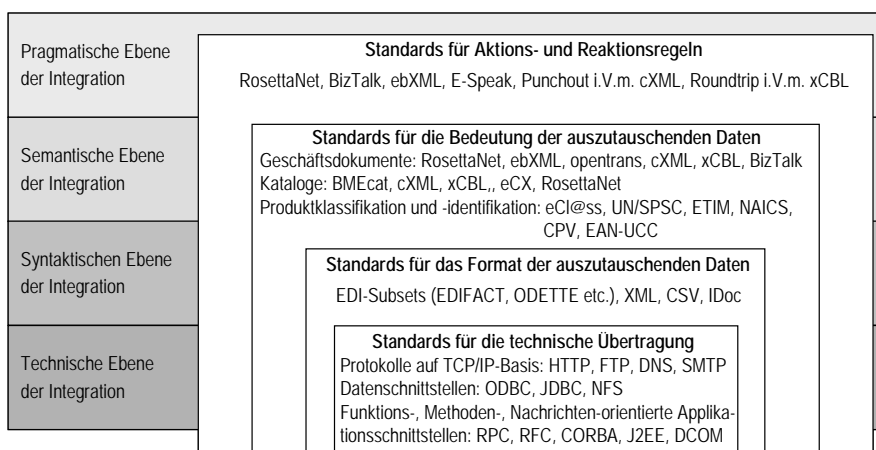 Pragmatische Ebene
der Integration
Standards für Aktions- und Reaktionsregeln
RosettaNet, BizTalk, ebXML, E-Speak, Punchout i.V.m. cXML, Roundtrip i.V.m. xCBL
Semantische Ebene
der Integration
Standards für die Bedeutung der auszutauschenden Daten
Geschäftsdokumente: RosettaNet, ebXML, opentrans, cXML, xCBL, BizTalk
Kataloge: BMEcat, cXML, xCBL,, eCX, RosettaNet
Produktklassifikation und -identifikation: eCl@ss, UN/SPSC, ETIM, NAICS,
CPV, EAN-UCC
Syntaktischen Ebene
der Integration
Standards für das Format der auszutauschenden Daten
EDI-Subsets (EDIFACT, ODETTE etc.), XML, CSV, IDoc
Technische Ebene
der Integration
Standards für die technische Übertragung
Protokolle auf TCP/IP-Basis: HTTP, FTP, DNS, SMTP
Datenschnittstellen: ODBC, JDBC, NFS
Funktions-, Methoden-, Nachrichten-orientierte Applika-
tionsschnittstellen: RPC, RFC, CORBA, J2EE, DCOM